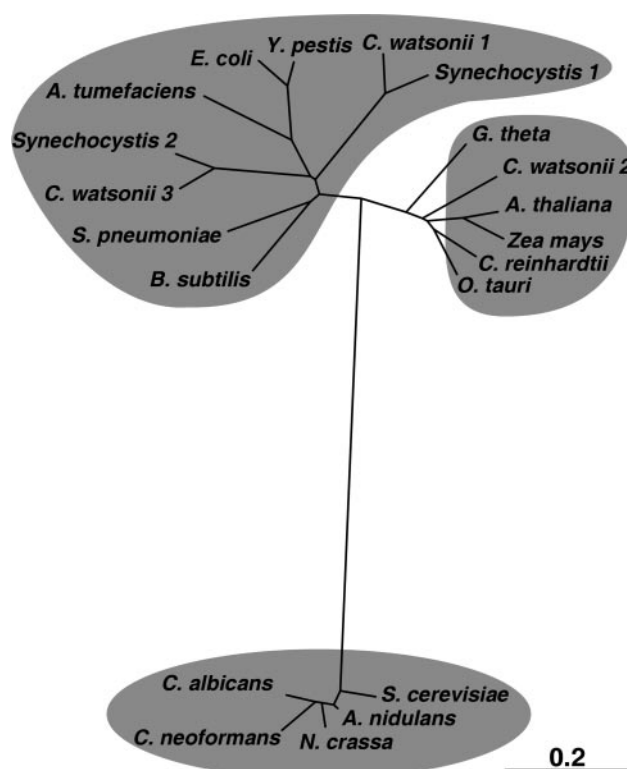 Y. pestis
C. watsonii 1
E. coli
Synechocystis 1
A. tumefaciens
G. theta
Synechocystis 2
C. watsonii 2
C. watsonii 3
A. thaliana
S. pneumoniae
Zea mays
C. reinhardtii
B. subtilis
O. tauri
C. albicans
S. cerevisiae
A. nidulans
C. neoformans
N. crassa
0.2